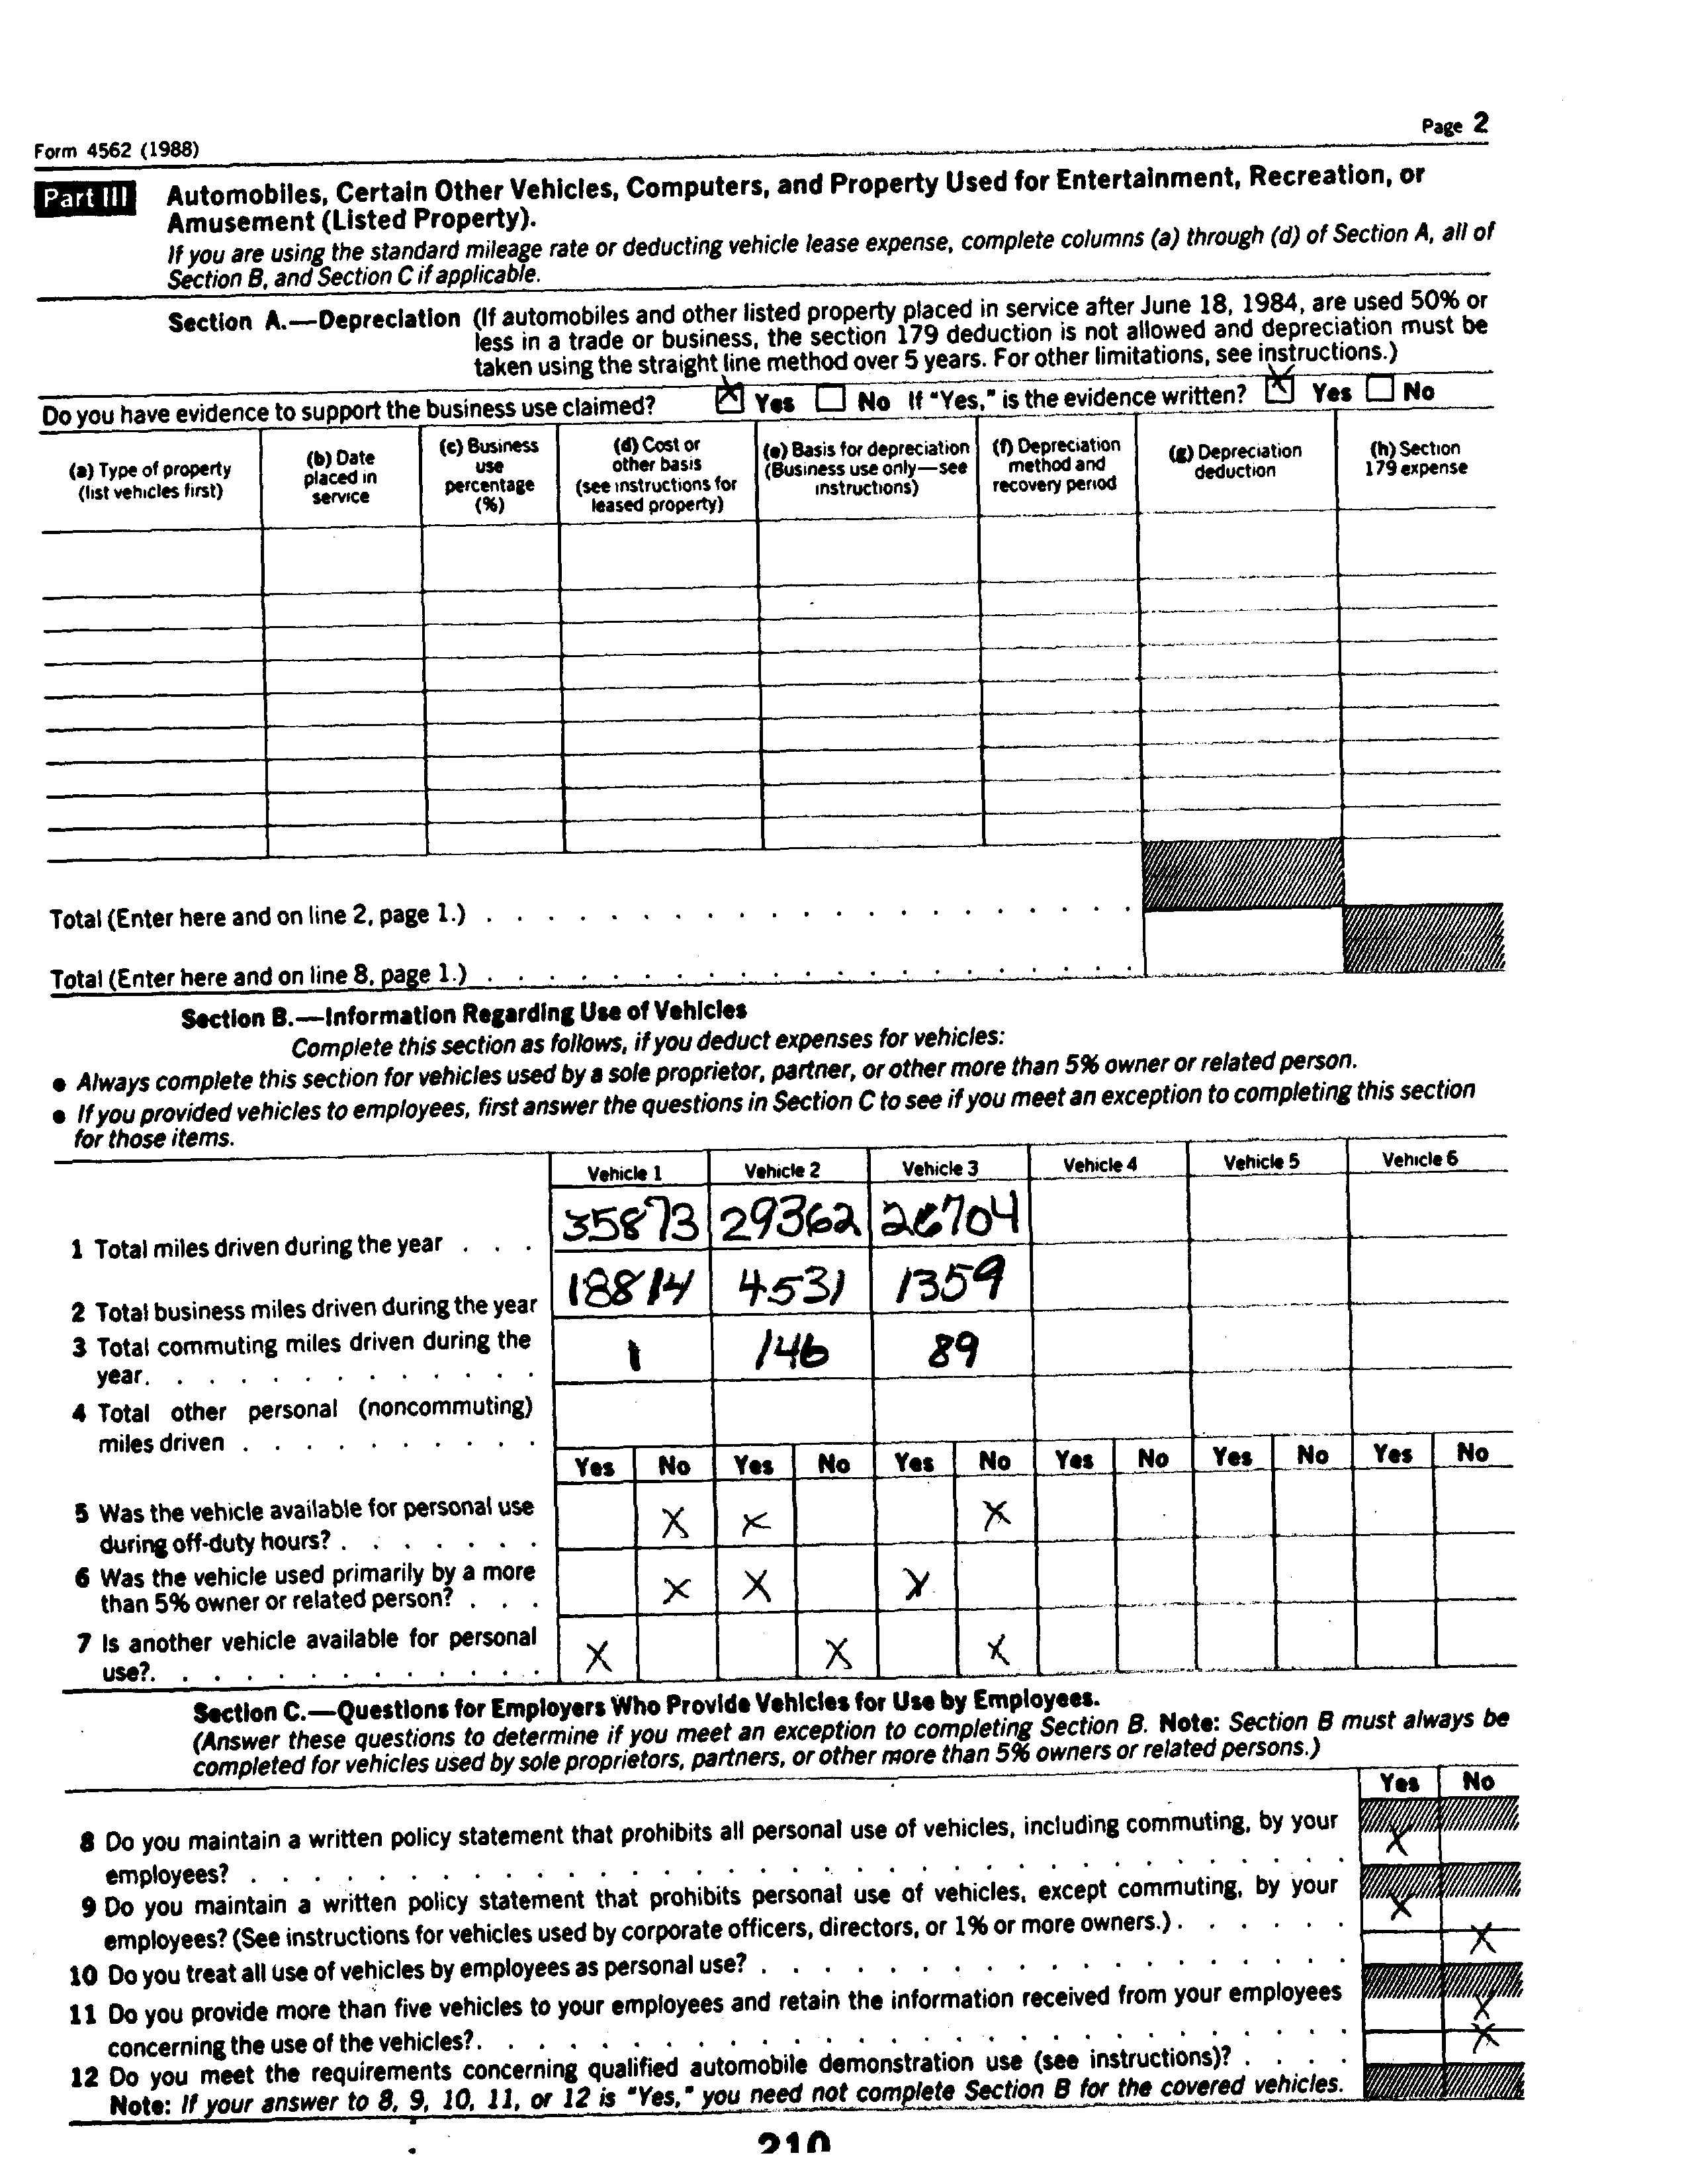 Form 4562 (1988)
Page 2
Part III
Automobiles, Certain Other Vehicles, Computers, and Property Used for Entertainment, Recreation, or
Amusement (Listed Property).
If you are using the standard mileage rate or deducting vehicle lease expense, complete columns (a) through (d) of Section A, all of
Section B, and Section C if applicable.
Section A.—Depreciation (If automobiles and other listed property placed in service after June 18, 1984, are used 50% or
less in a trade or business, the section 179 deduction is not allowed and depreciation must be
taken using the straight line method over 5 years. For other limitations, see instructions.)
Do you have evidence to support the business use claimed? X Yes No If "Yes," is the evidence written? X Yes No
(a) Type of property
(list vehicles first)
(b) Date
placed in
service
(c) Business
use
percentage
(%)
(d) Cost or
other basis
(see instructions for
leased property)
(e) Basis for depreciation
(Business use only—see
instructions)
(f) Depreciation
method and
recovery period
(g) Depreciation
deduction
(h) Section
179 expense
Total (Enter here and on line 2, page 1.) . . . . . . . . . . . . . . . . . . . . .
Total (Enter here and on line 8, page 1.) . . . . . . . . . . . . . . . . . . . . .
Section B.—Information Regarding Use of Vehicles
Complete this section as follows, if you deduct expenses for vehicles:
● Always complete this section for vehicles used by a sole proprietor, partner, or other more than 5% owner or related person.
● If you provided vehicles to employees, first answer the questions in Section C to see if you meet an exception to completing this section
for those items.
Vehicle 1 Vehicle 2 Vehicle 3 Vehicle 4 Vehicle 5 Vehicle 6
1 Total miles driven during the year . . . 35873 29362 26704
2 Total business miles driven during the year 18814 4531 1359
3 Total commuting miles driven during the
year. . . . . . . . . . . . . 1 146 89
4 Total other personal (noncommuting)
miles driven . . . . . . . . . .
Yes No Yes No Yes No Yes No Yes No Yes No
5 Was the vehicle available for personal use
during off-duty hours? . . . . . . . X X X
6 Was the vehicle used primarily by a more
than 5% owner or related person? . . . X X X
7 Is another vehicle available for personal
use?. . . . . . . . . . . . . X X X
Section C.—Questions for Employers Who Provide Vehicles for Use by Employees.
(Answer these questions to determine if you meet an exception to completing Section B. Note: Section B must always be
completed for vehicles used by sole proprietors, partners, or other more than 5% owners or related persons.)
Yes No
8 Do you maintain a written policy statement that prohibits all personal use of vehicles, including commuting, by your
employees? . . . . . . . . . . . . . . . . . . . . . . . . . . . . . . . . . . . X
9 Do you maintain a written policy statement that prohibits personal use of vehicles, except commuting, by your
employees? (See instructions for vehicles used by corporate officers, directors, or 1% or more owners.) . . . . . . X
10 Do you treat all use of vehicles by employees as personal use? . . . . . . . . . . . . . . . . . . . X
11 Do you provide more than five vehicles to your employees and retain the information received from your employees
concerning the use of the vehicles?. . . . . . . . . . . . . . . . . . . . . . . . . . . . X
12 Do you meet the requirements concerning qualified automobile demonstration use (see instructions)? . . . . X
Note: If your answer to 8, 9, 10, 11, or 12 is "Yes," you need not complete Section B for the covered vehicles.
210